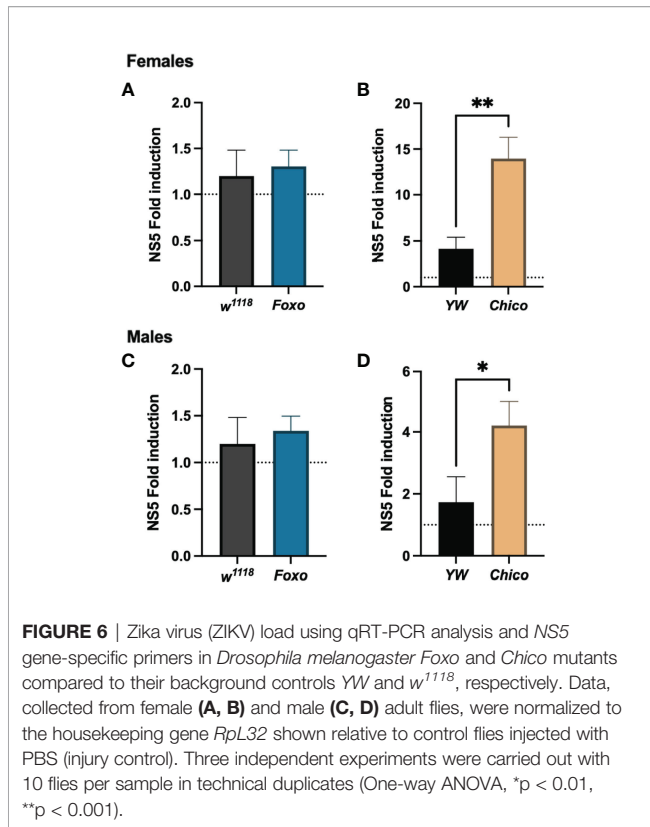 Females
A
B
NS5 Fold induction
2.0
1.5
1.0
0.5
0.0
w1118
Foxo
NS5 Fold induction
20
15
10
5
0
**
YW
Chico
Males
C
D
NS5 Fold induction
2.0
1.5
1.0
0.5
0.0
w1118
Foxo
NS5 Fold induction
6
4
2
0
*
YW
Chico
FIGURE 6 | Zika virus (ZIKV) load using qRT-PCR analysis and NS5
gene-specific primers in Drosophila melanogaster Foxo and Chico mutants
compared to their background controls YW and w1118, respectively. Data,
collected from female (A, B) and male (C, D) adult flies, were normalized to
the housekeeping gene RpL32 shown relative to control flies injected with
PBS (injury control). Three independent experiments were carried out with
10 flies per sample in technical duplicates (One-way ANOVA, *p < 0.01,
**p < 0.001).